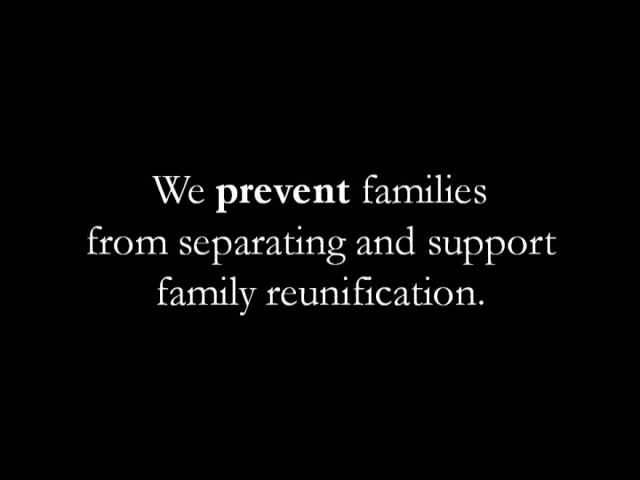 We prevent families
from separating and support
family reunification.